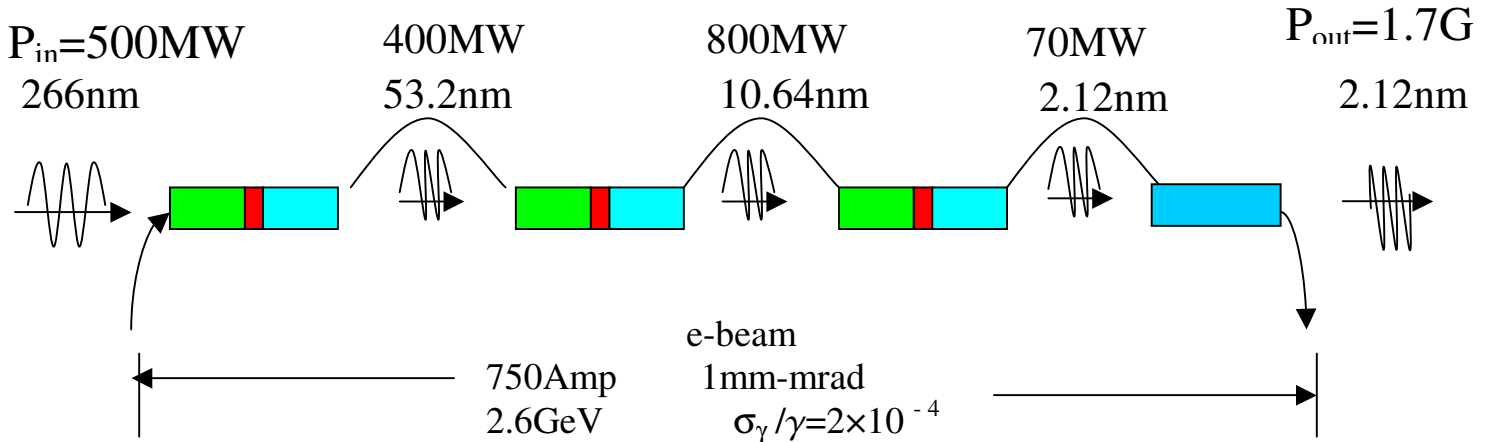 P_in=500MW 400MW 800MW 70MW P_out=1.7G
266nm 53.2nm 10.64nm 2.12nm 2.12nm
e-beam
750Amp 1mm-mrad
2.6GeV σ_γ/γ=2×10⁻⁴